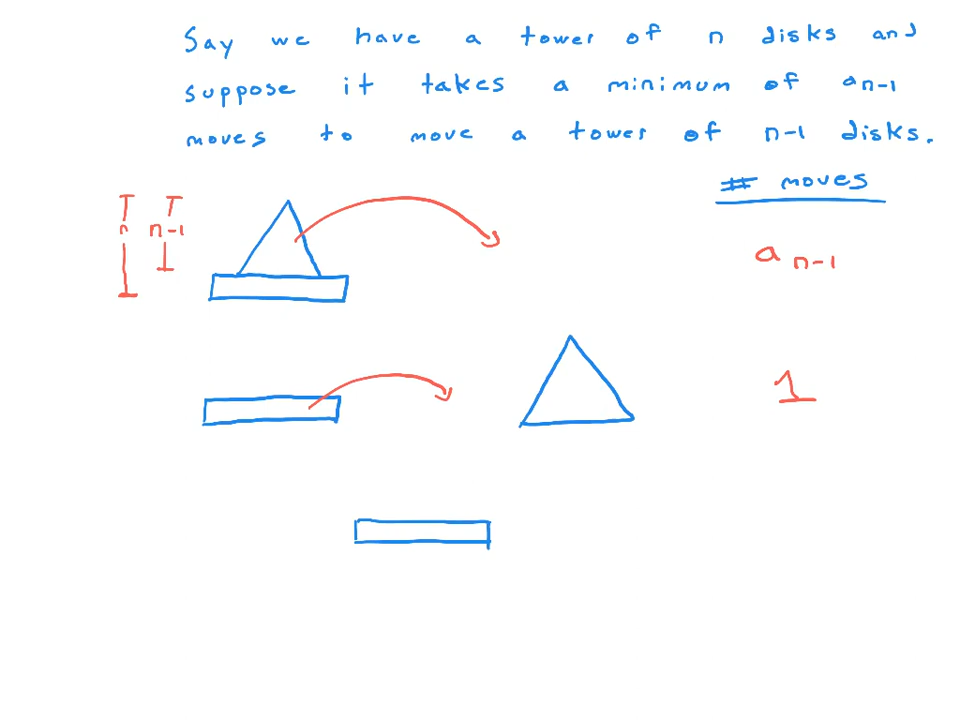 Say we have a tower of n disks and
suppose it takes a minimum of an-1
moves to move a tower of n-1 disks.
# moves
n n-1
a n-1
1